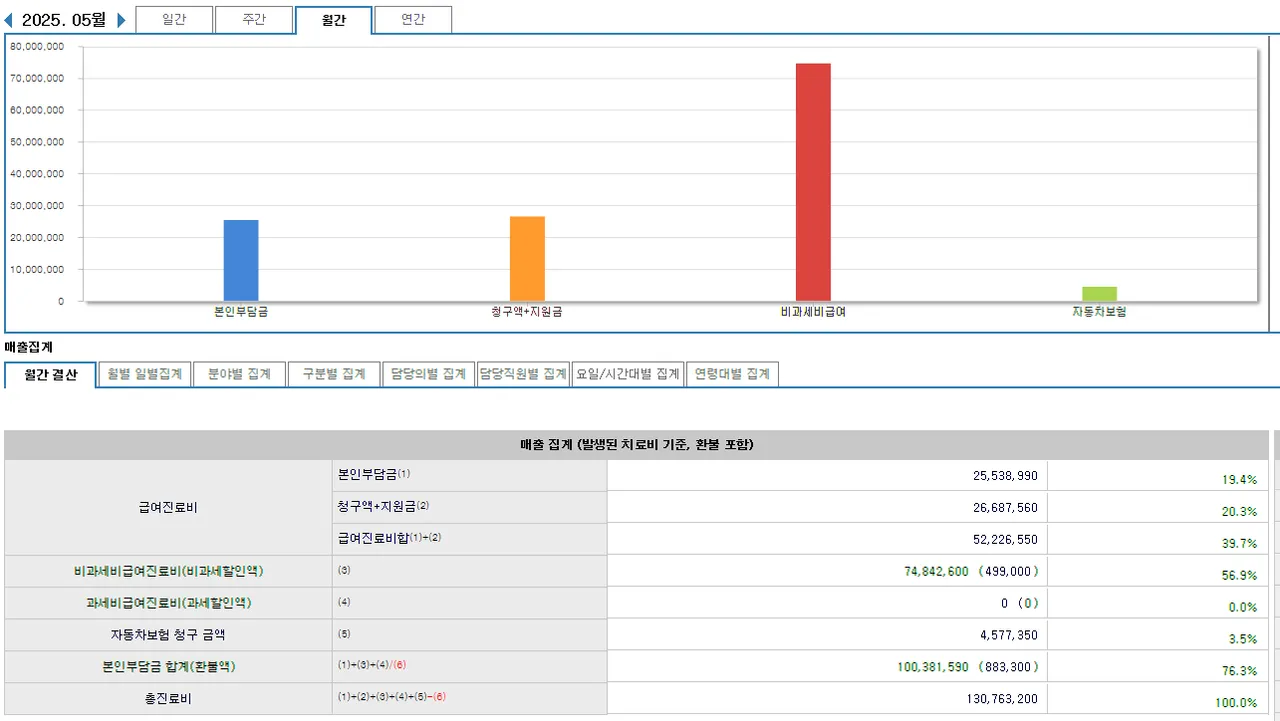 2025. 05월 일간 주간 월간 연간
80,000,000
70,000,000
60,000,000
50,000,000
40,000,000
30,000,000
20,000,000
10,000,000
0
본인부담금 청구액+지원금 비과세비급여 자동차보험
매출집계
월간 결산 월별 일별집계 분야별 집계 구분별 집계 담당의별 집계 담당직원별 집계 요일/시간대별 집계 연령대별 집계
매출 집계 (발생된 치료비 기준, 환불 포함)
급여진료비
본인부담금(1) 25,538,990 19.4%
청구액+지원금(2) 26,687,560 20.3%
급여진료비합(1)+(2) 52,226,550 39.7%
비과세비급여진료비(비과세할인액) (3) 74,842,600 (499,000) 56.9%
과세비급여진료비(과세할인액) (4) 0 (0) 0.0%
자동차보험 청구 금액 (5) 4,577,350 3.5%
본인부담금 합계(환불액) (1)+(3)+(4)/(6) 100,381,590 (883,300) 76.3%
총진료비 (1)+(2)+(3)+(4)+(5)-(6) 130,763,200 100.0%